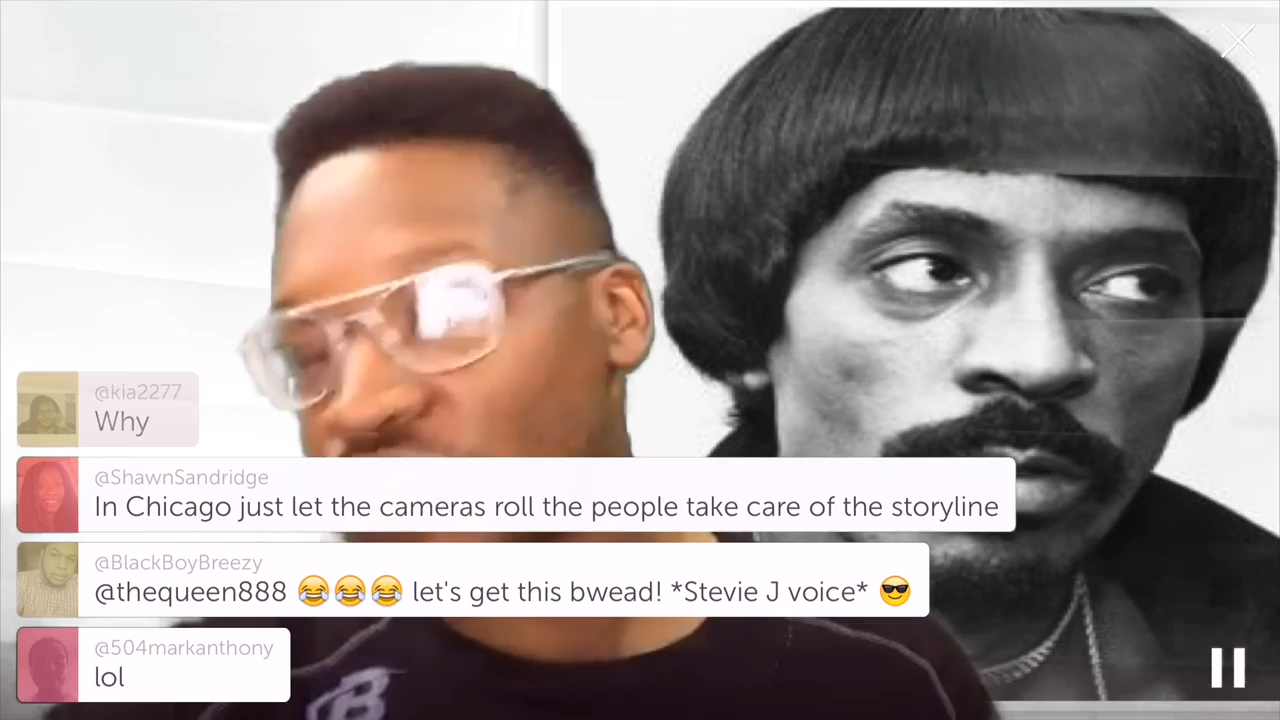 @kia2277
Why
@ShawnSandridge
In Chicago just let the cameras roll the people take care of the storyline
@BlackBoyBreezy
@thequeen888 😂😂😂 let's get this bwead! *Stevie J voice* 😎
@504markanthony
lol